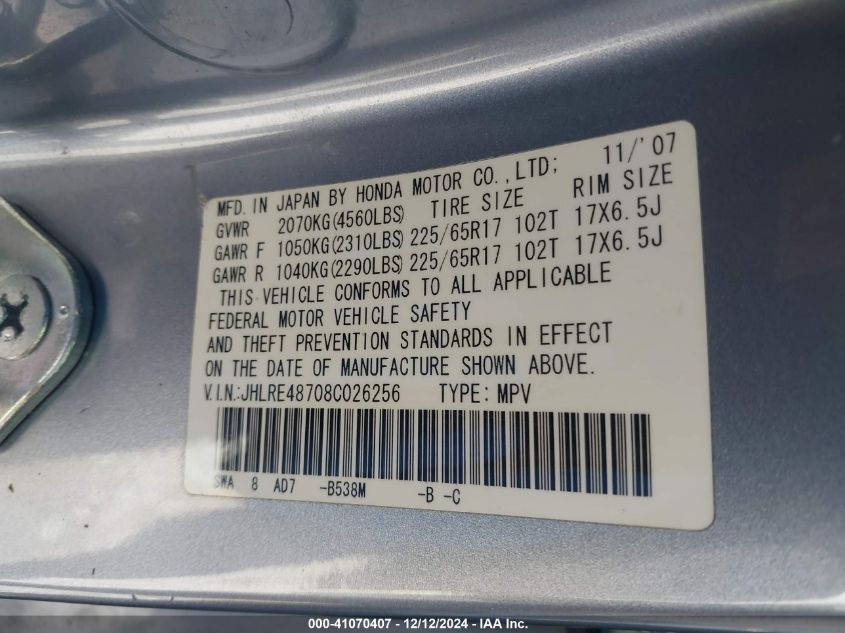 MFD. IN JAPAN BY HONDA MOTOR CO.,LTD; 11/'07
GVWR 2070KG(4560LBS) TIRE SIZE RIM SIZE
GAWR F 1050KG(2310LBS) 225/65R17 102T 17X6.5J
GAWR R 1040KG(2290LBS) 225/65R17 102T 17X6.5J
THIS VEHICLE CONFORMS TO ALL APPLICABLE
FEDERAL MOTOR VEHICLE SAFETY
AND THEFT PREVENTION STANDARDS IN EFFECT
ON THE DATE OF MANUFACTURE SHOWN ABOVE.
V.I.N.:JHLRE48708C026256 TYPE: MPV
SWA 8 AD7 -B538M -B -C
000-41070407 - 12/12/2024 - IAA Inc.